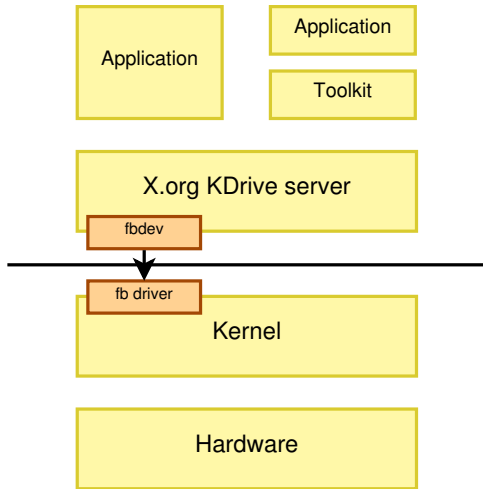 Application
Application
Toolkit
X.org KDrive server
fbdev
fb driver
Kernel
Hardware